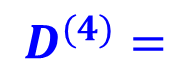 D⁽⁴⁾ =